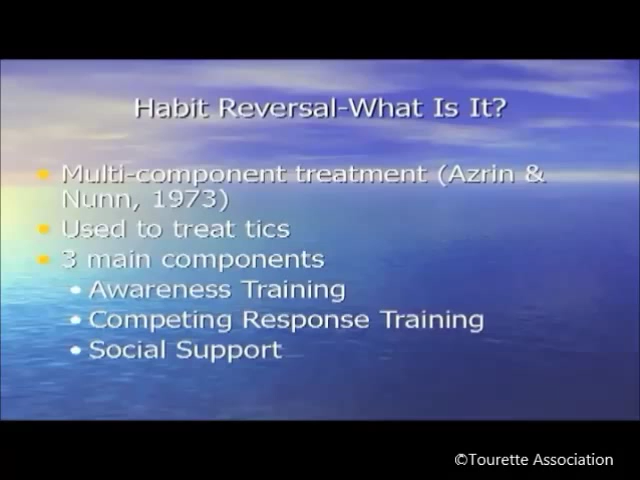 Habit Reversal-What Is It?
Multi-component treatment (Azrin &
Nunn, 1973)
Used to treat tics
3 main components
Awareness Training
Competing Response Training
Social Support
©Tourette Association